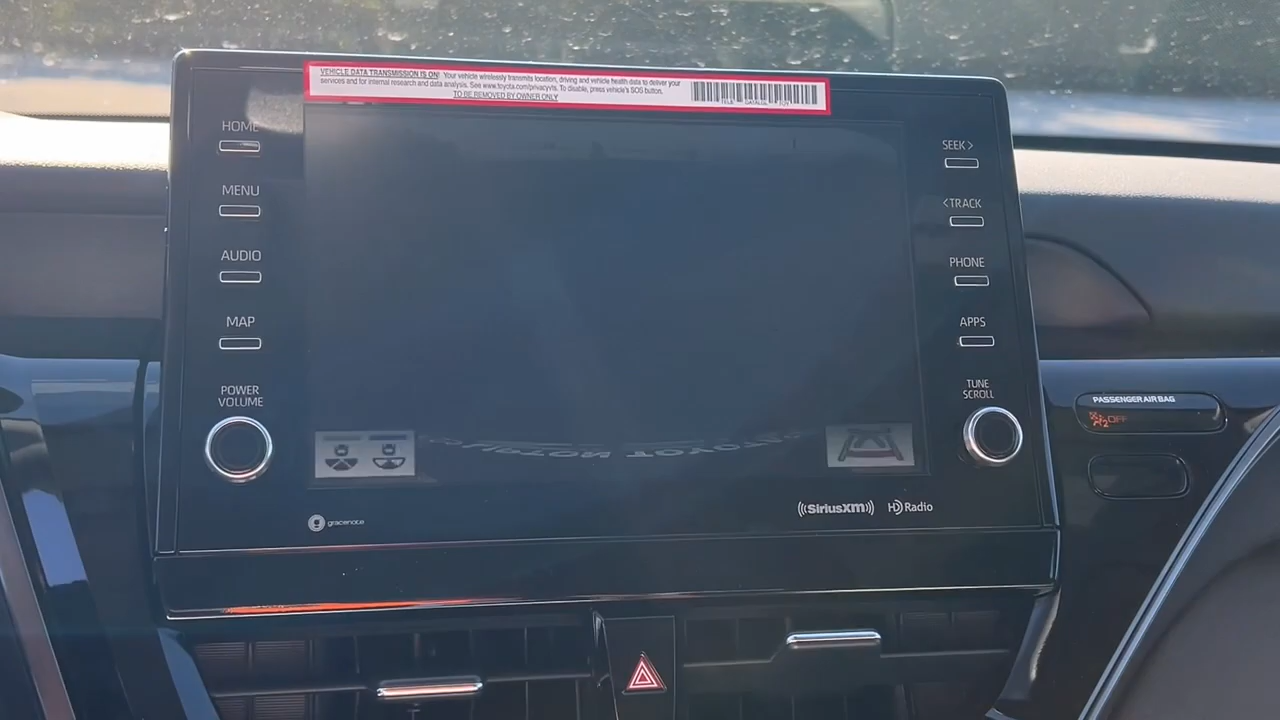 VEHICLE DATA TRANSMISSION IS ON! Your vehicle wirelessly transmits location, driving and vehicle health data to deliver your
services and for internal research and data analysis. See www.toyota.com/privacyvts. To disable, press vehicle's SOS button.
TO BE REMOVED BY OWNER ONLY
HOME
MENU
AUDIO
MAP
POWER
VOLUME
SEEK >
< TRACK
PHONE
APPS
TUNE
SCROLL
PASSENGER AIR BAG
2 OFF
gracenote
((SiriusXM))
HD Radio